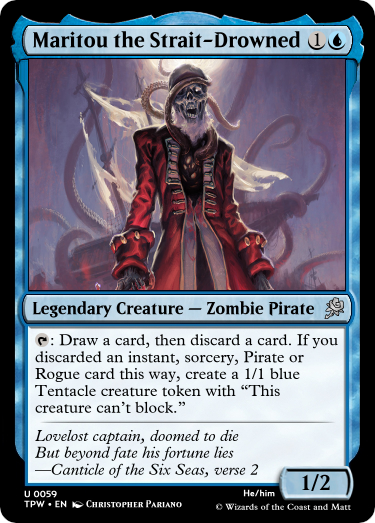 Maritou the Strait-Drowned 1
Legendary Creature — Zombie Pirate
: Draw a card, then discard a card. If you
discarded an instant, sorcery, Pirate or
Rogue card this way, create a 1/1 blue
Tentacle creature token with “This
creature can't block.”
Lovelost captain, doomed to die
But beyond fate his fortune lies
—Canticle of the Six Seas, verse 2
1/2
U 0059
He/him
TPW • EN Christopher Pariano
© Wizards of the Coast and Matt